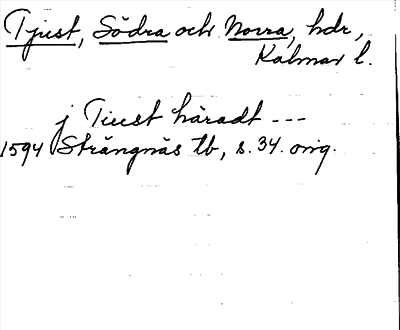 Tjust, Södra och Norra, hdr,
Kalmar l.
j Tiust häradt ---
1594 Strängnäs tb, s. 34. orig.